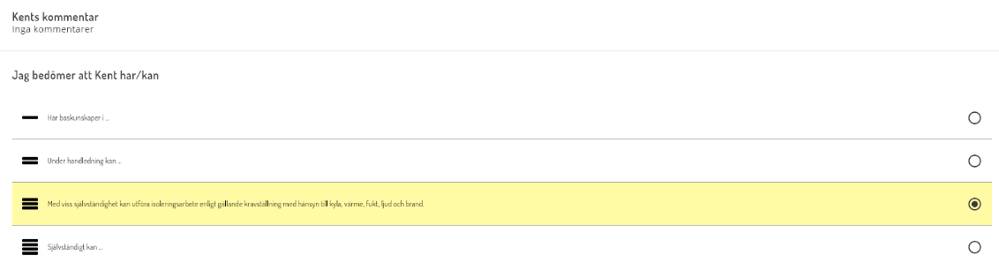 Kents kommentar
Inga kommentarer
Jag bedömer att Kent har/kan
Har baskunskaper i ...
Under handledning kan ...
Med viss självständighet kan utföra isoleringsarbete enligt gällande kravställning med hänsyn till kyla, värme, fukt, ljud och brand.
Självständigt kan ...